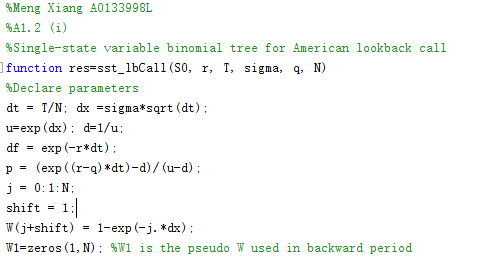 %Meng Xiang A0133998L
%A1.2 (i)
%Single-state variable binomial tree for American lookback call
function res=sst_lbCall(S0, r, T, sigma, q, N)
%Declare parameters
dt = T/N; dx =sigma*sqrt(dt);
u=exp(dx); d=1/u;
df = exp(-r*dt);
p = (exp((r-q)*dt)-d)/(u-d);
j = 0:1:N;
shift = 1;
W(j+shift) = 1-exp(-j.*dx);
W1=zeros(1,N); %W1 is the pseudo W used in backward period